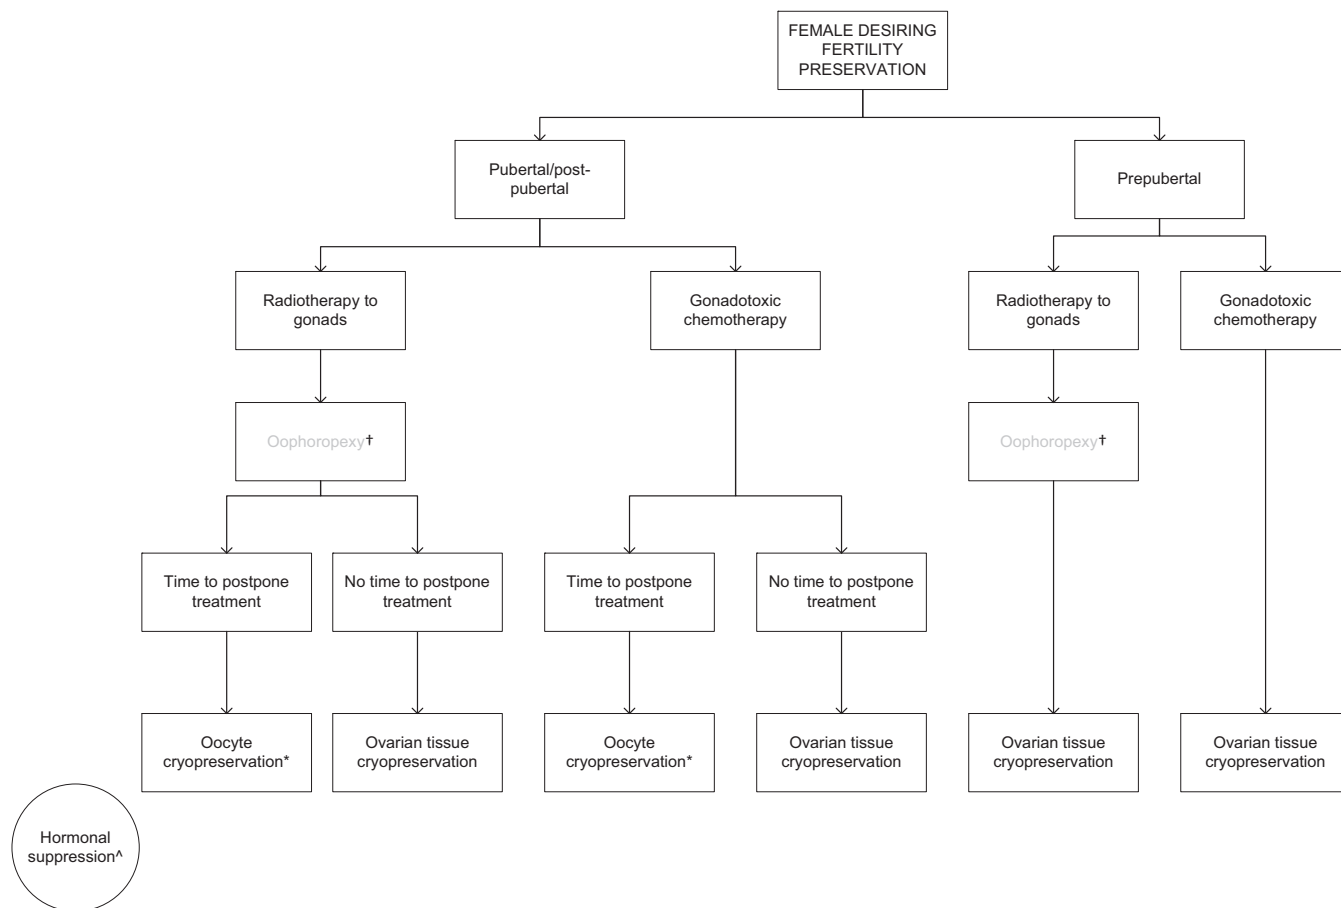 FEMALE DESIRING
FERTILITY
PRESERVATION
Pubertal/post-
pubertal
Prepubertal
Radiotherapy to
gonads
Gonadotoxic
chemotherapy
Radiotherapy to
gonads
Gonadotoxic
chemotherapy
Oophoropexy†
Oophoropexy†
Time to postpone
treatment
No time to postpone
treatment
Time to postpone
treatment
No time to postpone
treatment
Oocyte
cryopreservation*
Ovarian tissue
cryopreservation
Oocyte
cryopreservation*
Ovarian tissue
cryopreservation
Ovarian tissue
cryopreservation
Ovarian tissue
cryopreservation
Hormonal
suppression^